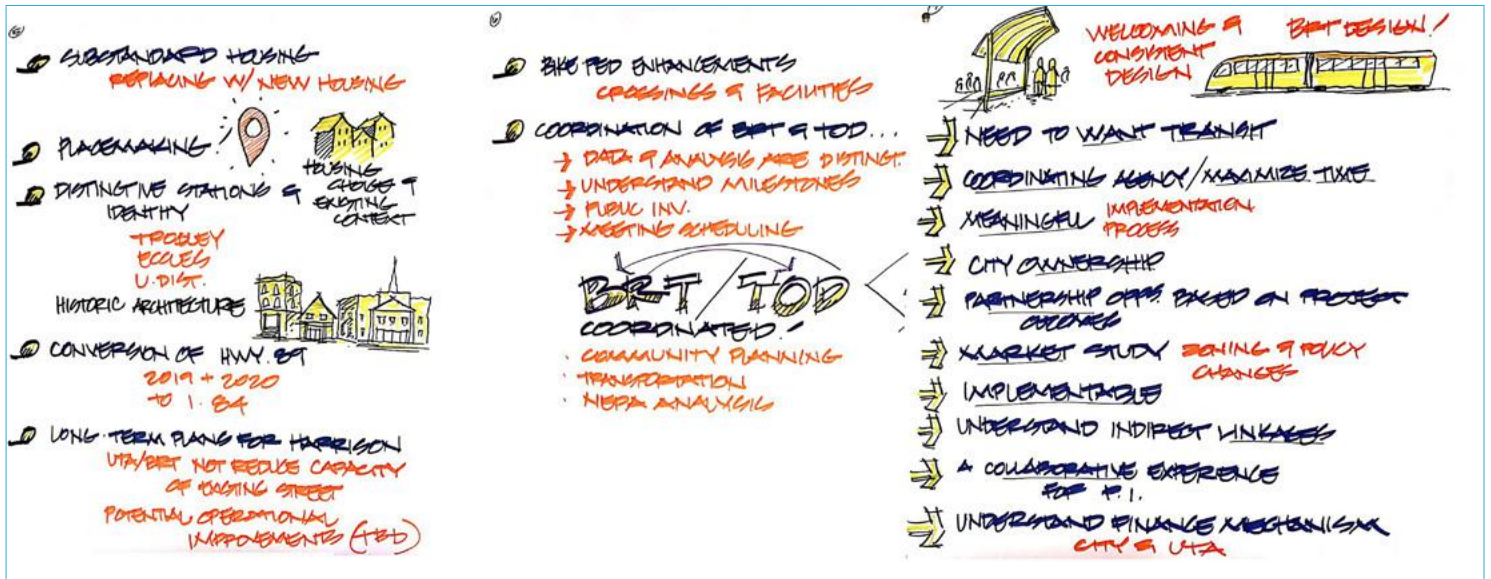 5
SUBSTANDARD HOUSING
REPLACING W/ NEW HOUSING
PLACEMAKING
HOUSING
CHOICE &
EXISTING
CONTEXT
DISTINCTIVE STATIONS &
IDENTITY
TROLLEY
ECCLES
U. DIST.
HISTORIC ARCHITECTURE
CONVERSION OF HWY. 89
2019 + 2020
TO I. 84
LONG-TERM PLANS FOR HARRISON
UTA/BRT NOT REDUCE CAPACITY
OF EXISTING STREET
POTENTIAL OPERATIONAL
IMPROVEMENTS (TBD)
6
BIKE PED ENHANCEMENTS
CROSSINGS & FACILITIES
COORDINATION OF BRT & TOD...
DATA & ANALYSIS ARE DISTINCT.
UNDERSTAND MILESTONES
PUBLIC INV.
MEETING SCHEDULING
BRT / TOD
COORDINATED!
· COMMUNITY PLANNING
· TRANSPORTATION
· NEPA ANALYSIS
WELCOMING &
CONSISTENT
DESIGN
BRT DESIGN!
NEED TO WANT TRANSIT
COORDINATING AGENCY/MAXIMIZE TIME
MEANINGFUL IMPLEMENTATION
PROCESS
CITY OWNERSHIP
PARTNERSHIP OPPS. BASED ON PROJECT
OUTCOMES
MARKET STUDY ZONING & POLICY
CHANGES
IMPLEMENTABLE
UNDERSTAND INDIRECT LINKAGES
A COLLABORATIVE EXPERIENCE
FOR P.I.
UNDERSTAND FINANCE MECHANISM
CITY & UTA